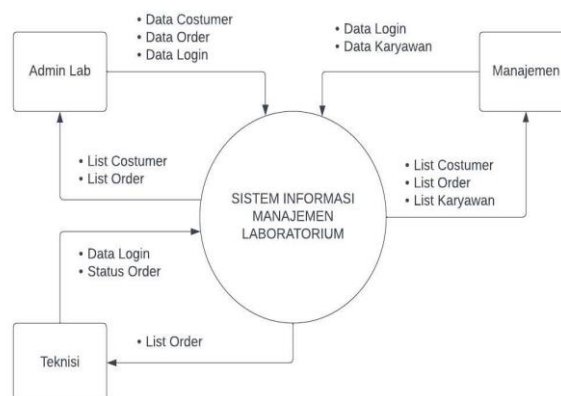 • Data Costumer
• Data Order
• Data Login
Admin Lab
• Data Login
• Data Karyawan
Manajemen
• List Costumer
• List Order
SISTEM INFORMASI
MANAJEMEN
LABORATORIUM
• List Costumer
• List Order
• List Karyawan
• Data Login
• Status Order
Teknisi
• List Order